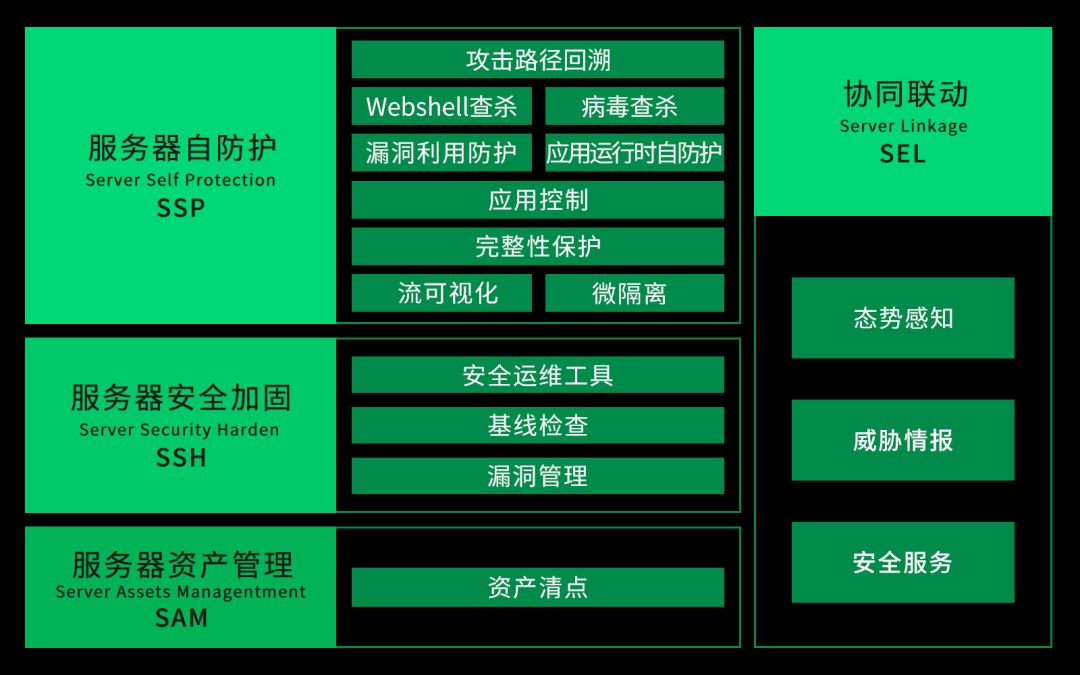 服务器自防护
Server Self Protection
SSP
攻击路径回溯
Webshell查杀
病毒查杀
漏洞利用防护
应用运行时自防护
应用控制
完整性保护
流可视化
微隔离
服务器安全加固
Server Security Harden
SSH
安全运维工具
基线检查
漏洞管理
服务器资产管理
Server Assets Managentment
SAM
资产清点
协同联动
Server Linkage
SEL
态势感知
威胁情报
安全服务